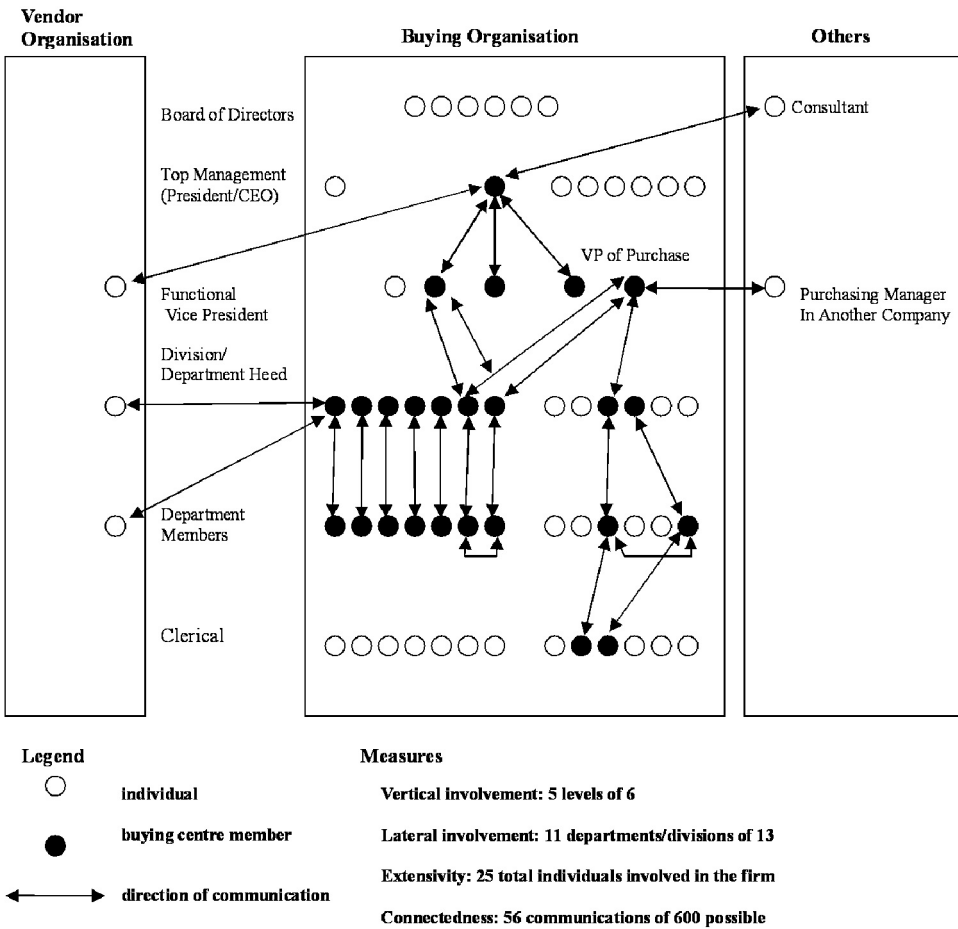 Vendor
Organisation
Buying Organisation
Others
Board of Directors
Consultant
Top Management
(President/CEO)
VP of Purchase
Functional
Vice President
Purchasing Manager
In Another Company
Division/
Department Heed
Department
Members
Clerical
Legend
individual
buying centre member
direction of communication
Measures
Vertical involvement: 5 levels of 6
Lateral involvement: 11 departments/divisions of 13
Extensivity: 25 total individuals involved in the firm
Connectedness: 56 communications of 600 possible